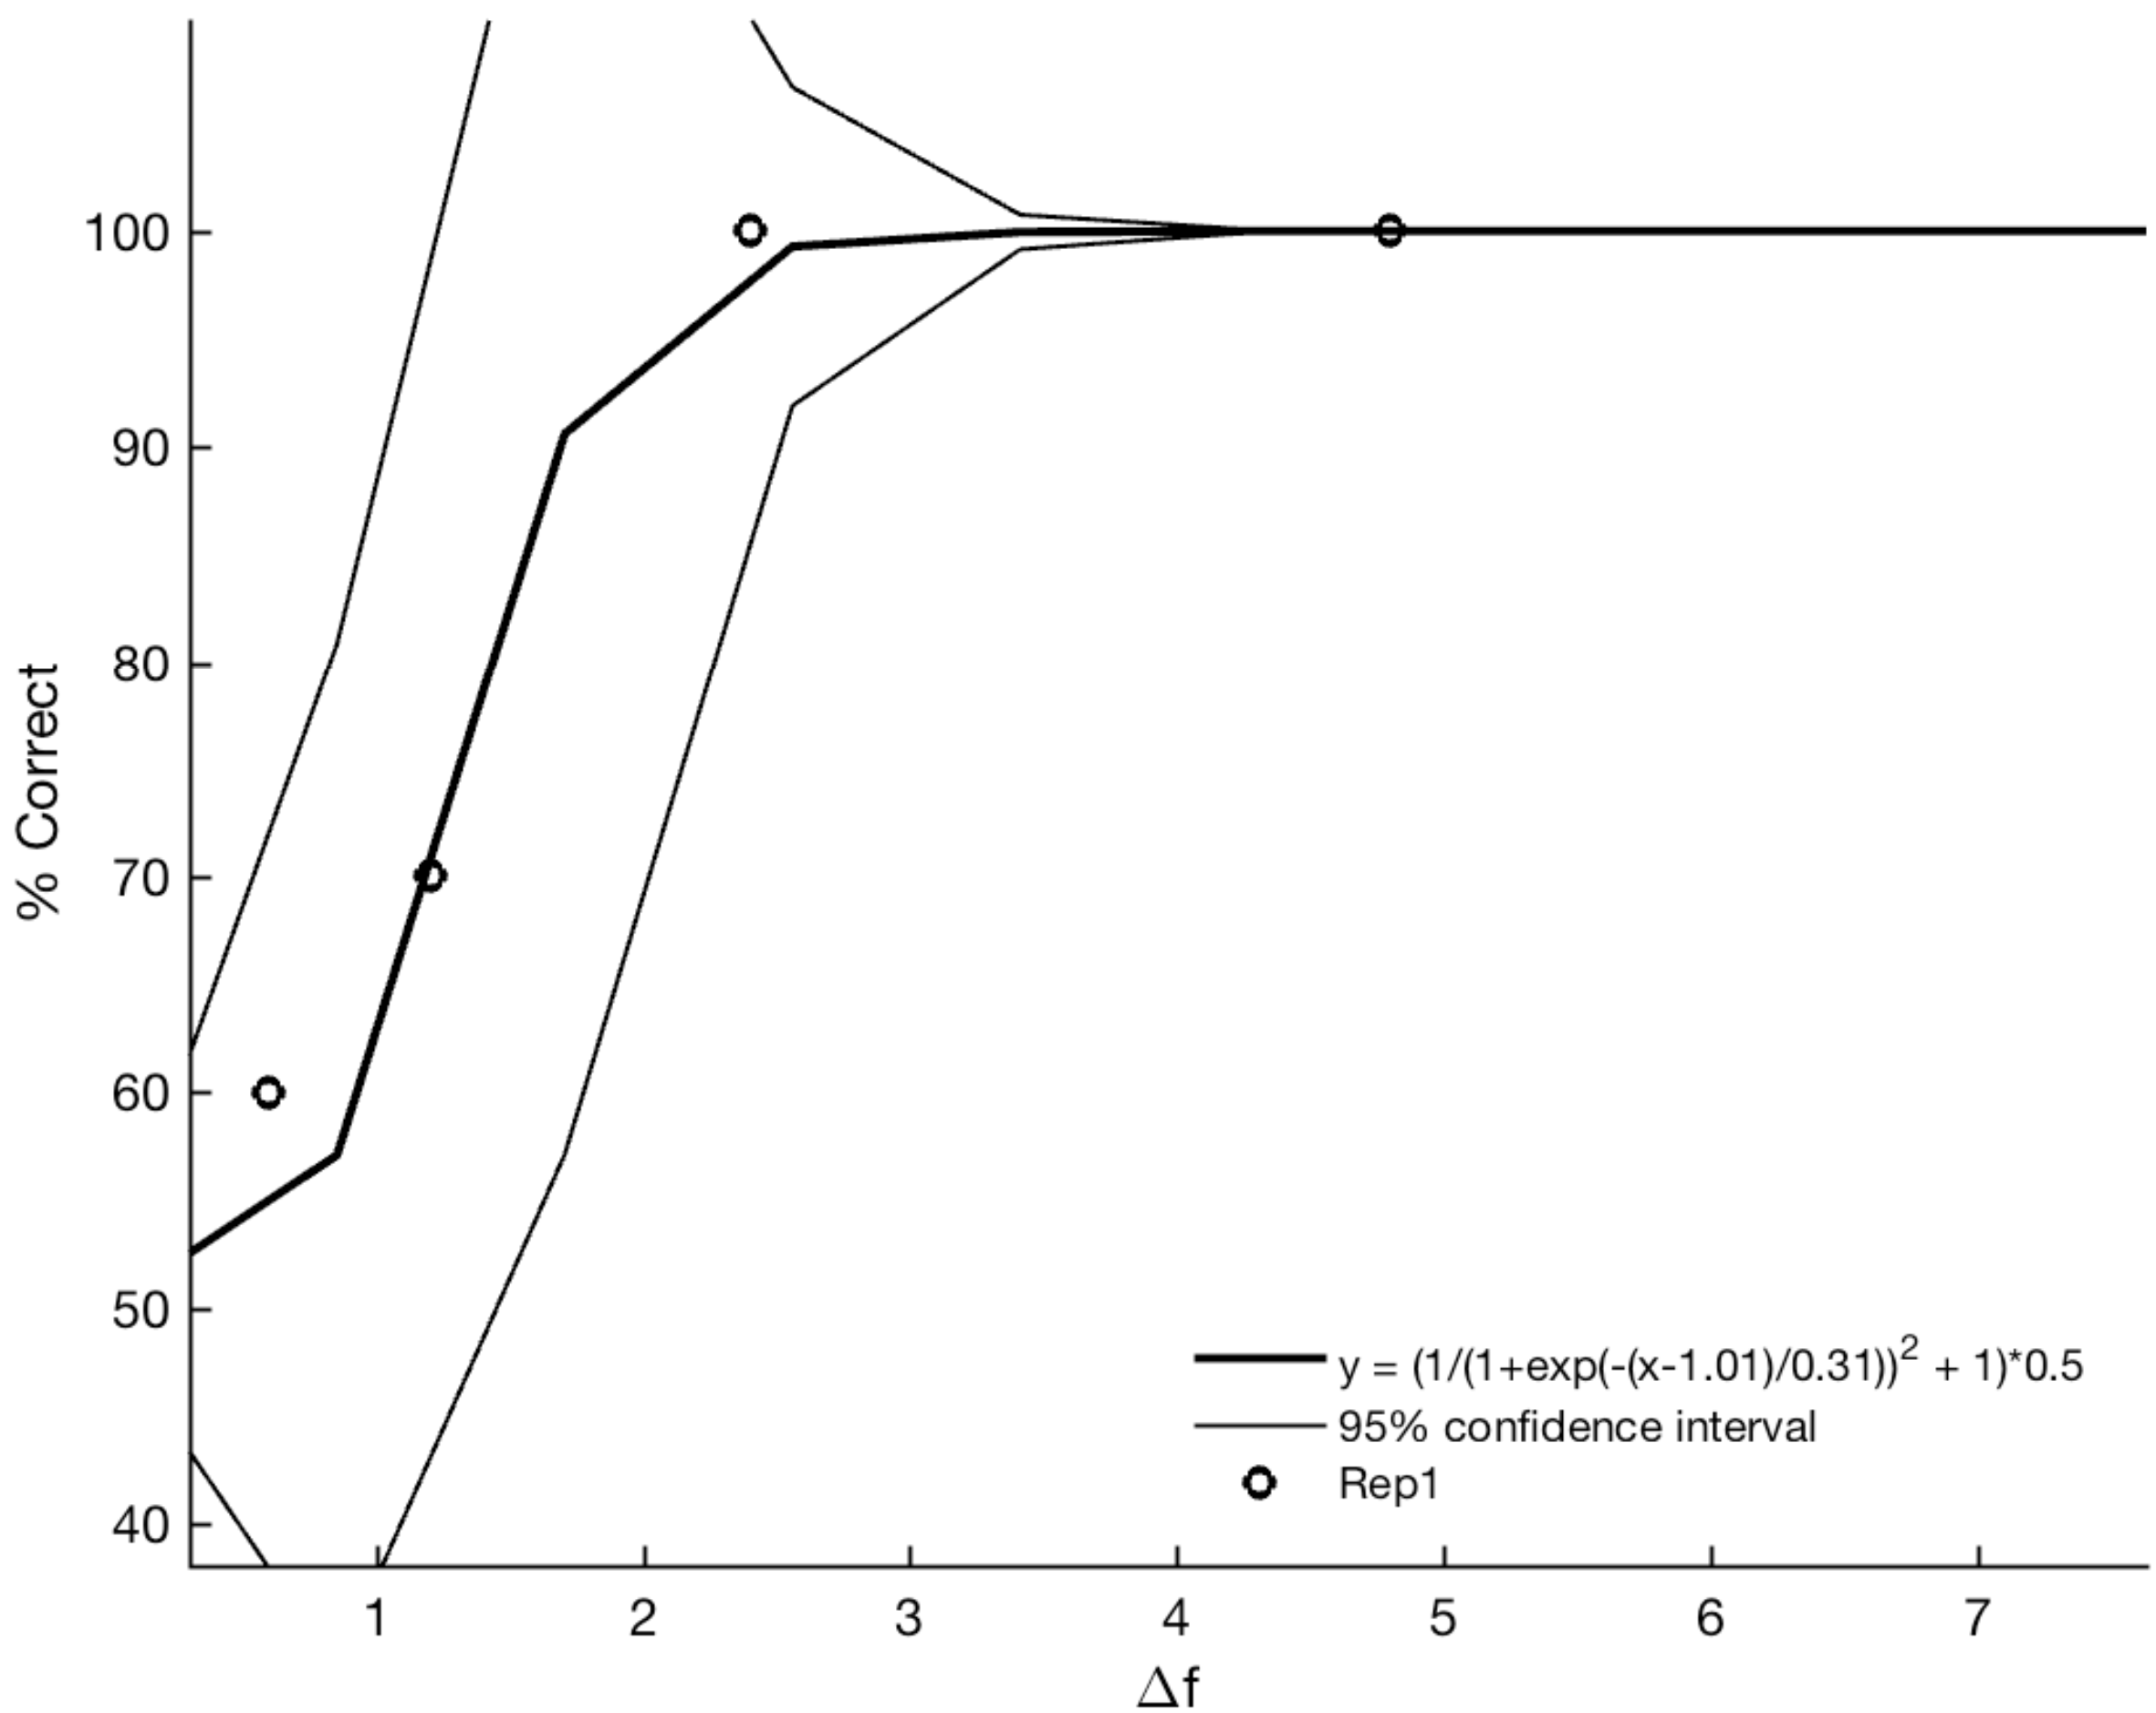 100
90
80
70
60
50
40
% Correct
y = (1/(1+exp(-(x-1.01)/0.31))² + 1)*0.5
95% confidence interval
Rep1
1 2 3 4 5 6 7
Δf